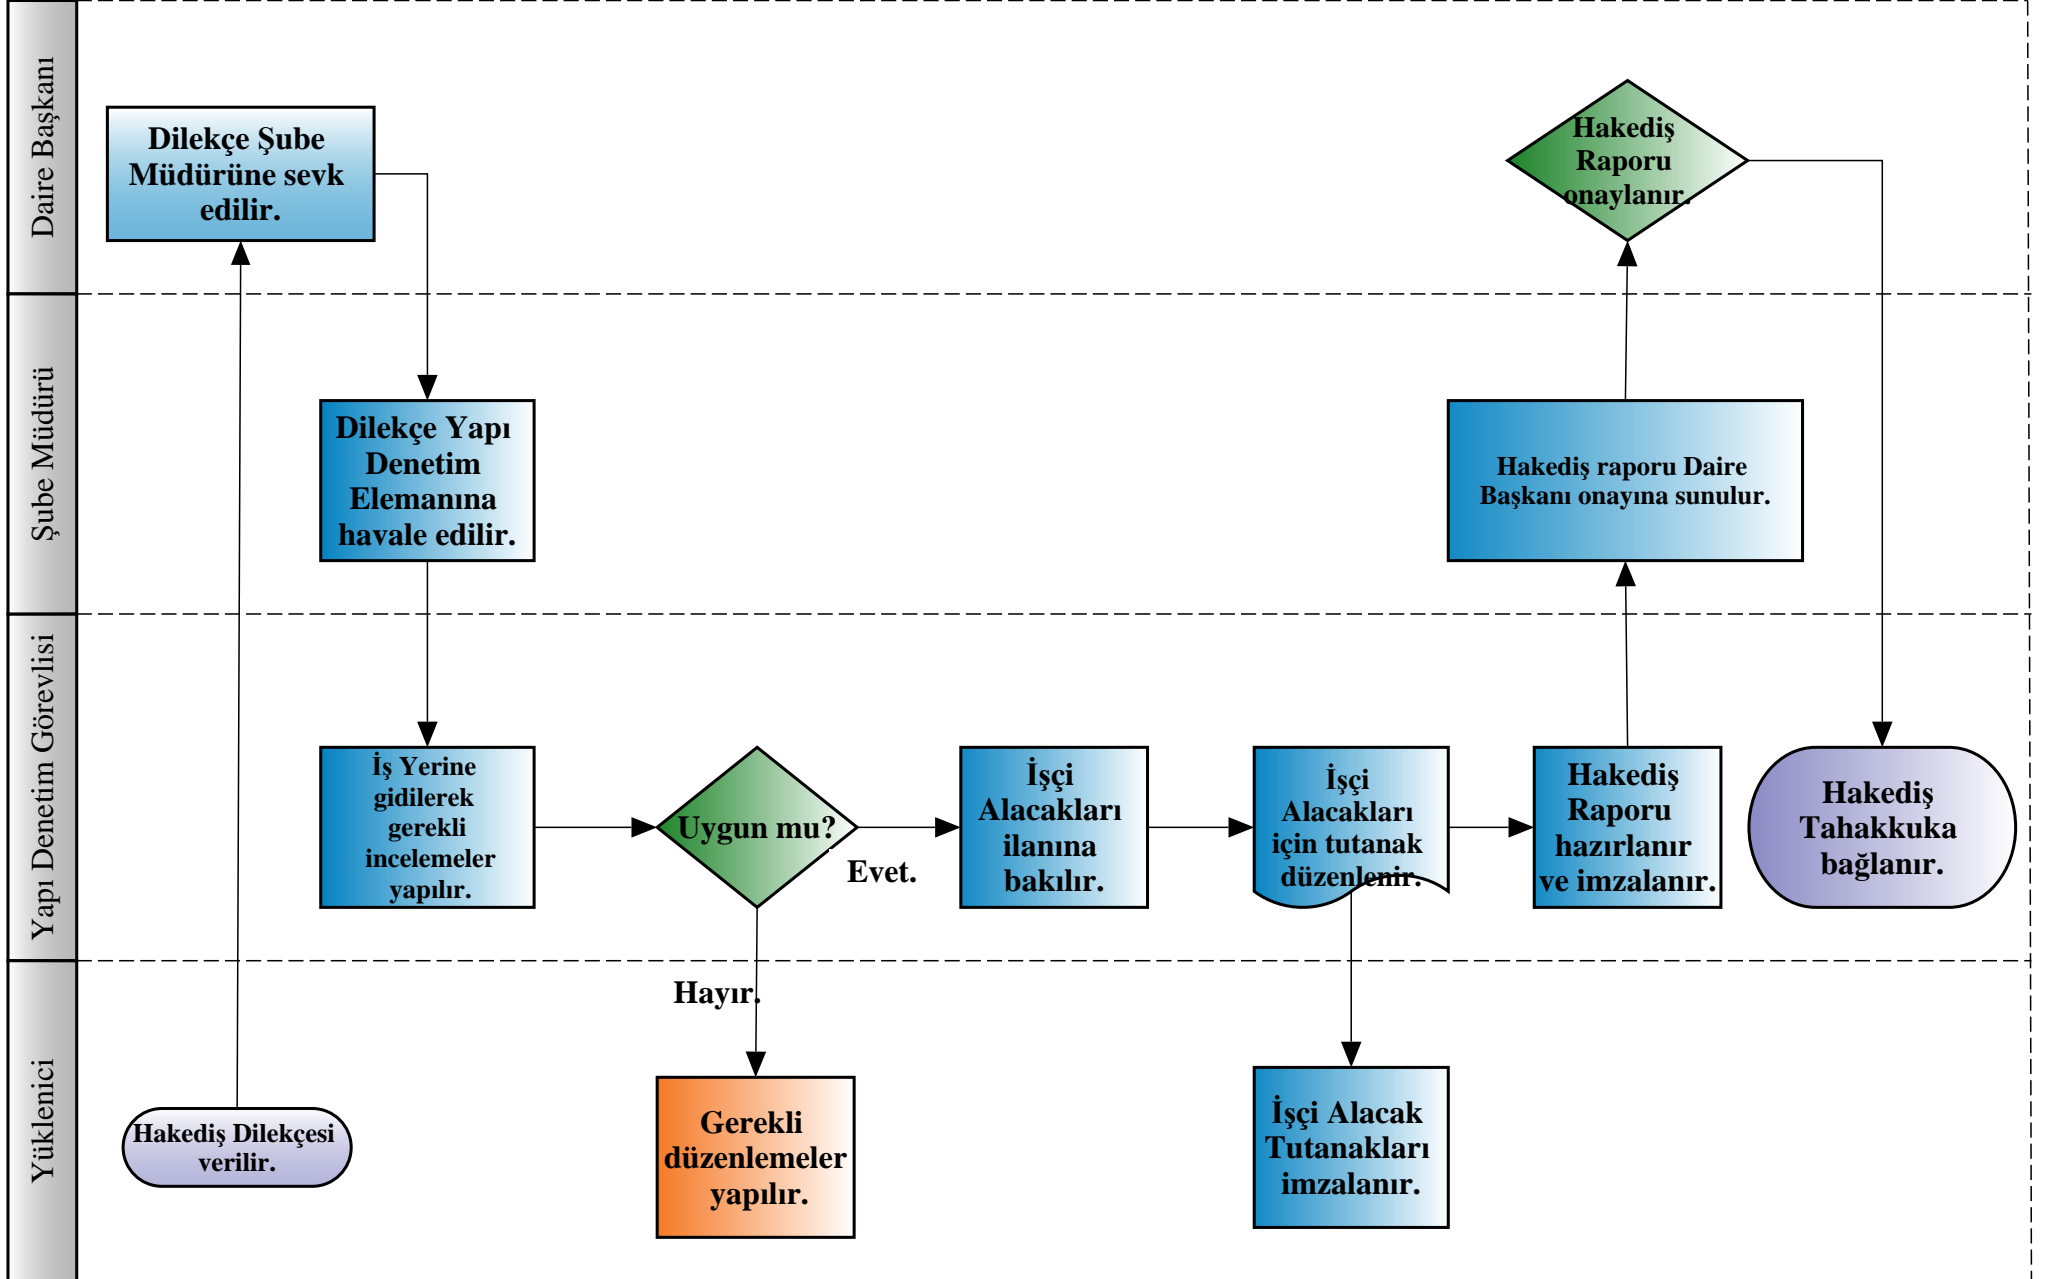 Daire Başkanı
Dilekçe Şube
Müdürüne sevk
edilir.
Hakediş
Raporu
onaylanır.
Şube Müdürü
Dilekçe Yapı
Denetim
Elemanına
havale edilir.
Hakediş raporu Daire
Başkanı onayına sunulur.
Yapı Denetim Görevlisi
İş Yerine
gidilerek
gerekli
incelemeler
yapılır.
Uygun mu?
Evet.
İşçi
Alacakları
ilanına
bakılır.
İşçi
Alacakları
için tutanak
düzenlenir.
Hakediş
Raporu
hazırlanır
ve imzalanır.
Hakediş
Tahakkuka
bağlanır.
Yüklenici
Hakediş Dilekçesi
verilir.
Hayır.
Gerekli
düzenlemeler
yapılır.
İşçi Alacak
Tutanakları
imzalanır.